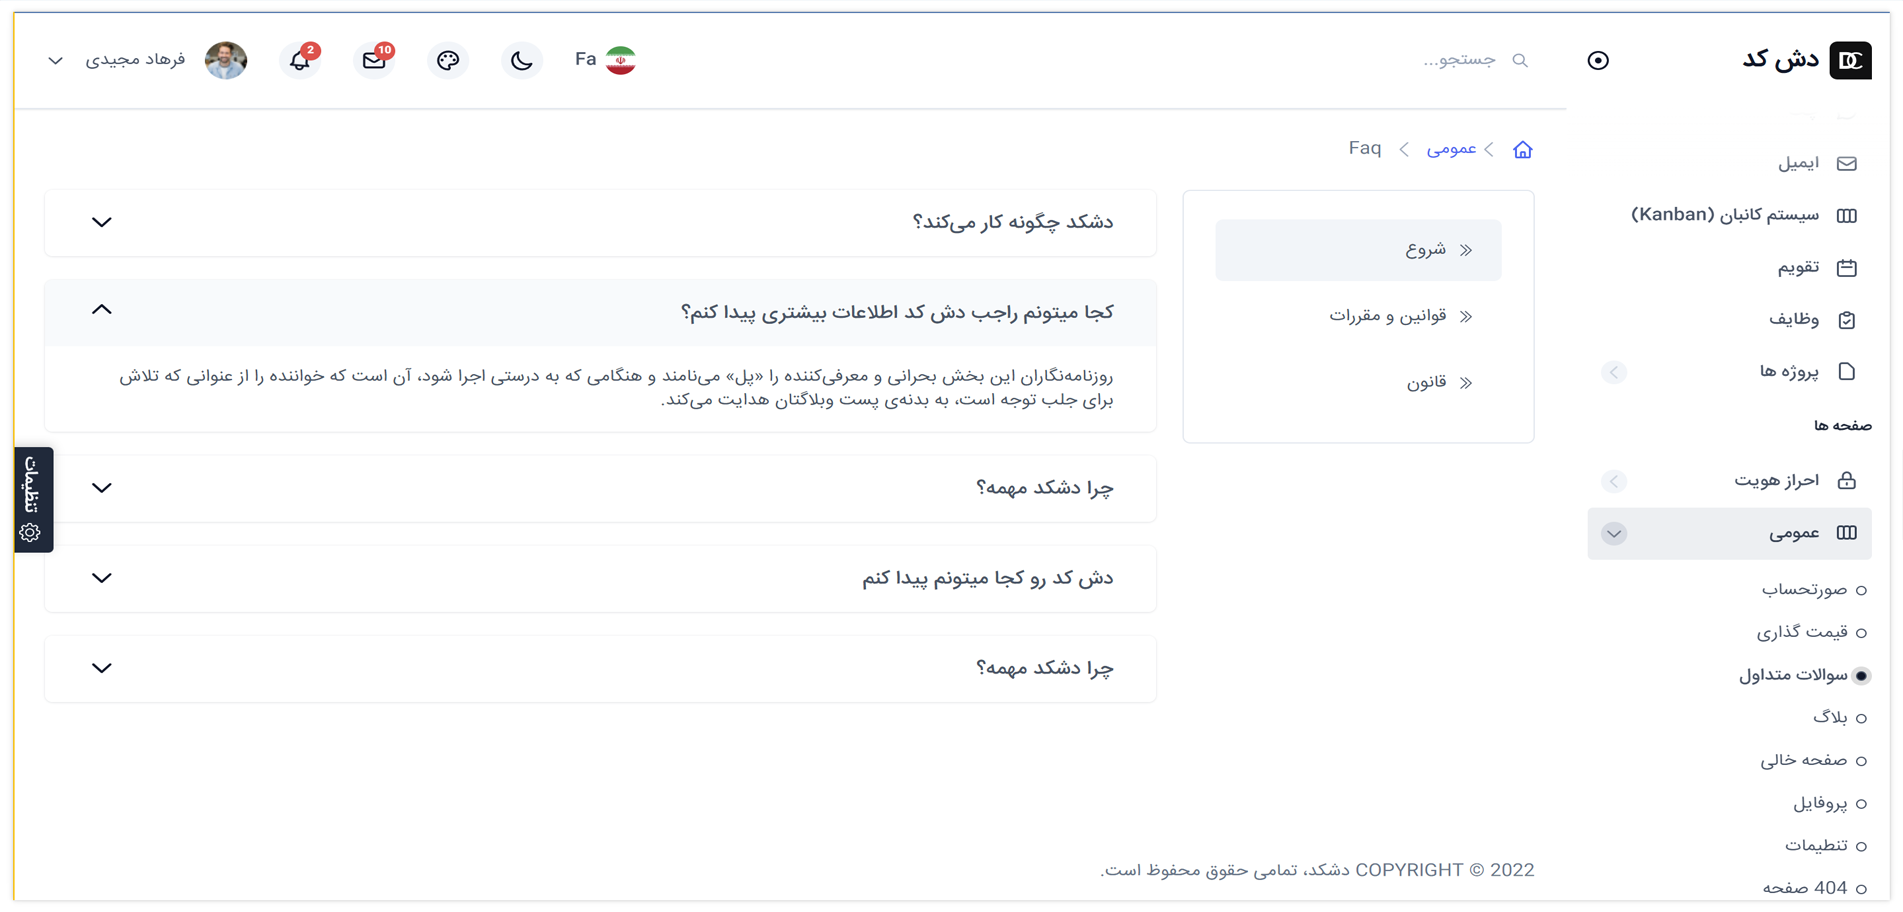 دش کد
جستجو...
Fa
10
2
فرهاد مجیدی
ایمیل
سیستم کانبان (Kanban)
تقویم
وظایف
پروژه ها
صفحه ها
احراز هویت
عمومی
صورتحساب
قیمت گذاری
سوالات متداول
بلاگ
صفحه خالی
پروفایل
تنطیمات
404 صفحه
عمومی
Faq
شروع
قوانین و مقررات
قانون
دشکد چگونه کار می‌کند؟
کجا میتونم راجب دش کد اطلاعات بیشتری پیدا کنم؟
روزنامه‌نگاران این بخش بحرانی و معرفی‌کننده را «پل» می‌نامند و هنگامی که به درستی اجرا شود، آن است که خواننده را از عنوانی که تلاش
برای جلب توجه است، به بدنه‌ی پست وبلاگتان هدایت می‌کند.
چرا دشکد مهمه؟
دش کد رو کجا میتونم پیدا کنم
چرا دشکد مهمه؟
تنظیمات
COPYRIGHT © 2022 دشکد، تمامی حقوق محفوظ است.